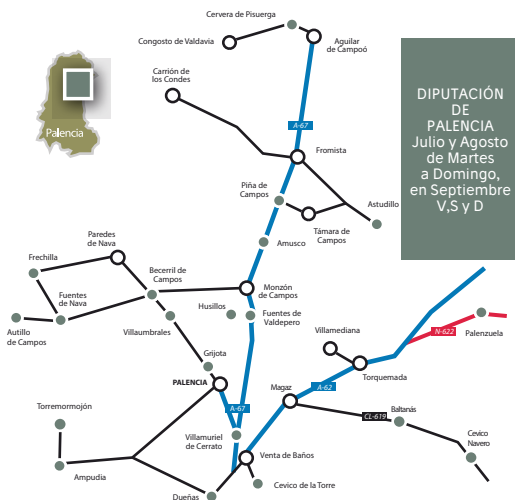 Cervera de Pisuerga
Congosto de Valdavia
Aguilar
de Campoó
Carrión de
los Condes
Palencia
DIPUTACIÓN
DE
PALENCIA
Julio y Agosto
de Martes
a Domingo,
en Septiembre
V,S y D
A-67
Fromista
Piña de
Campos
Astudillo
Támara de
Campos
Amusco
Paredes
de Nava
Frechilla
Becerril de
Campos
Monzón
de Campos
Fuentes
de Nava
Husillos
Fuentes de
Valdepero
Autillo
de Campos
Villaumbrales
Villamediana
N-622
Palenzuela
Grijota
PALENCIA
Torquemada
Magaz
A-62
A-67
Torremormojón
CL-619
Baltanás
Villamuriel
de Cerrato
Cevico
Navero
Venta de Baños
Ampudia
Dueñas
Cevico de la Torre